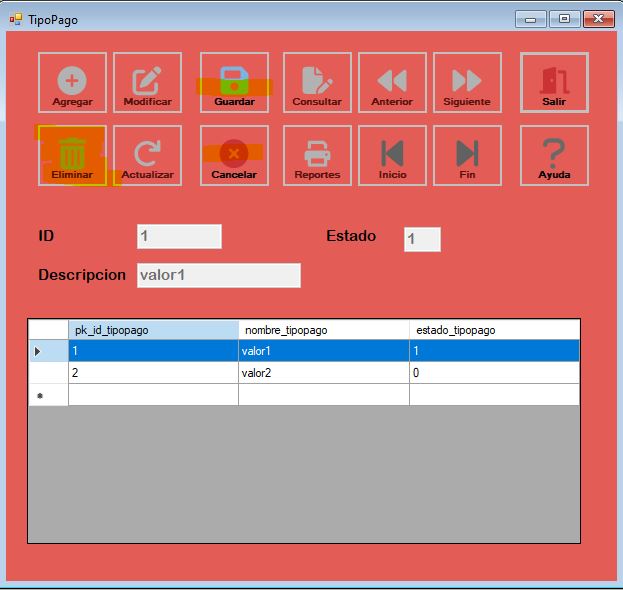 TipoPago
Agregar Modificar Guardar Consultar Anterior Siguiente Salir
Eliminar Actualizar Cancelar Reportes Inicio Fin Ayuda
ID 1 Estado 1
Descripcion valor1
pk_id_tipopago nombre_tipopago estado_tipopago
1 valor1 1
2 valor2 0